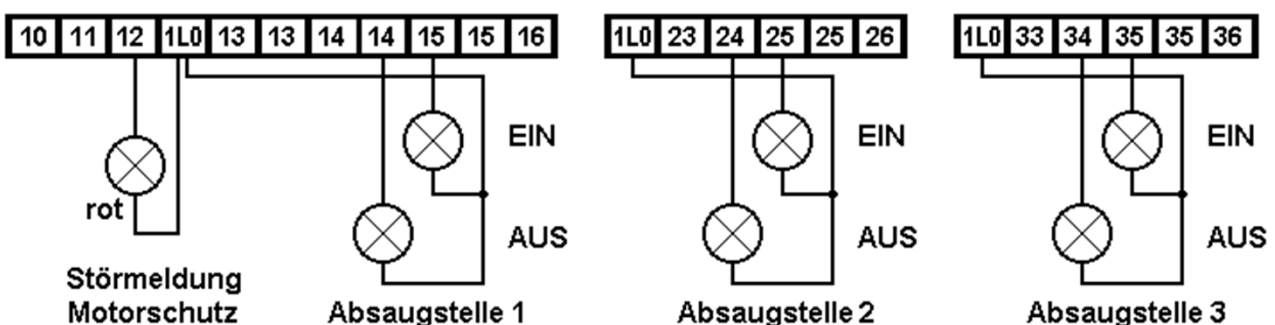 10 11 12 1L0 13 13 14 14 15 15 16
1L0 23 24 25 25 26
1L0 33 34 35 35 36
EIN
EIN
EIN
rot
AUS
AUS
AUS
Störmeldung
Motorschutz
Absaugstelle 1
Absaugstelle 2
Absaugstelle 3